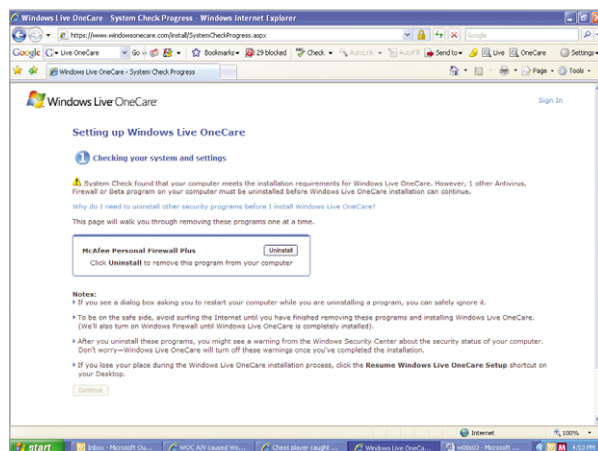 Windows Live OneCare - System Check Progress - Windows Internet Explorer
https://www.windowsonecare.com/install/SystemCheckProgress.aspx
Google
Google Live OneCare Go Bookmarks 29 blocked Check AutoLink AutoFill Send to Live OneCare Settings
Windows Live OneCare - System Check Progress Page Tools
Windows Live OneCare
Sign In
Setting up Windows Live OneCare
1 Checking your system and settings
System Check found that your computer meets the installation requirements for Windows Live OneCare. However, 1 other Antivirus,
Firewall or Beta program on your computer must be uninstalled before Windows Live OneCare installation can continue.
Why do I need to uninstall other security programs before I install Windows Live OneCare?
This page will walk you through removing these programs one at a time.
McAfee Personal Firewall Plus Uninstall
Click Uninstall to remove this program from your computer
Notes:
If you see a dialog box asking you to restart your computer while you are uninstalling a program, you can safely ignore it.
To be on the safe side, avoid surfing the Internet until you have finished removing these programs and installing Windows Live OneCare.
(We'll also turn on Windows Firewall until Windows Live OneCare is completely installed).
After you uninstall these programs, you might see a warning from the Windows Security Center about the security status of your computer.
Don't worry—Windows Live OneCare will turn off these warnings once you've completed the installation.
If you lose your place during the Windows Live OneCare installation process, click the Resume Windows Live OneCare Setup shortcut on
your Desktop.
Continue
Internet 100%
start Inbox - Microsoft Ou... WOC A/V caused Wo... Chess player caught ... Windows Live OneCa... w08x03 - Microsoft ... 4:53 PM